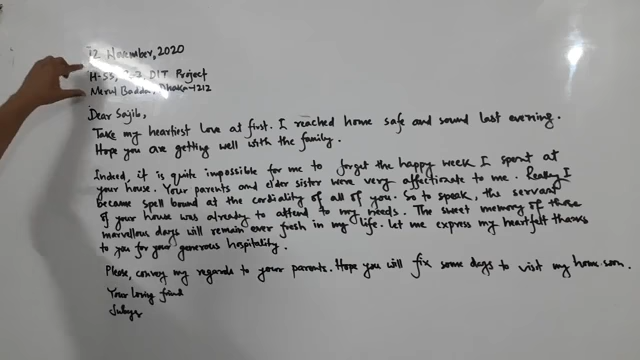 12 November, 2020
H-53, DIT Project
Merul Badda, Dhaka-1212
Dear Sajib,
Take my heartiest love at first. I reached home safe and sound last evening.
Hope you are getting well with the family.
Indeed, it is quite impossible for me to forget the happy week I spent at
your house. Your parents and elder sister were very affectionate to me. Really I
became spell bound at the cordiality of all of you. So to speak, the servant
of your house was already to attend to my needs. The sweet memory of those
marvellous days will remain ever fresh in my life. Let me express my heartfelt thanks
to you for your generous hospitality.
Please, convey my regards to your parents. Hope you will fix some days to visit my home soon.
Your loving friend